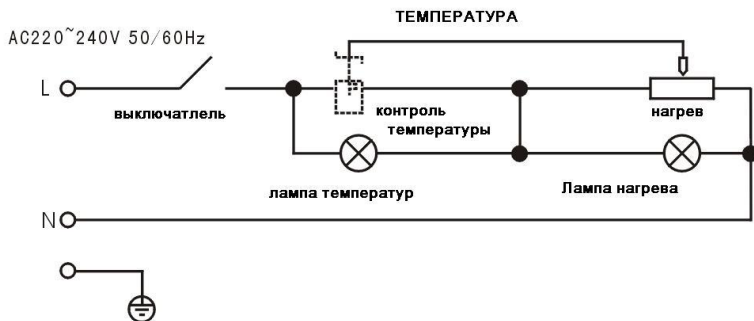 ТЕМПЕРАТУРА
AC220~240V 50/60Hz
L
выключатлель
контроль
температуры
нагрев
лампа температур
Лампа нагрева
N